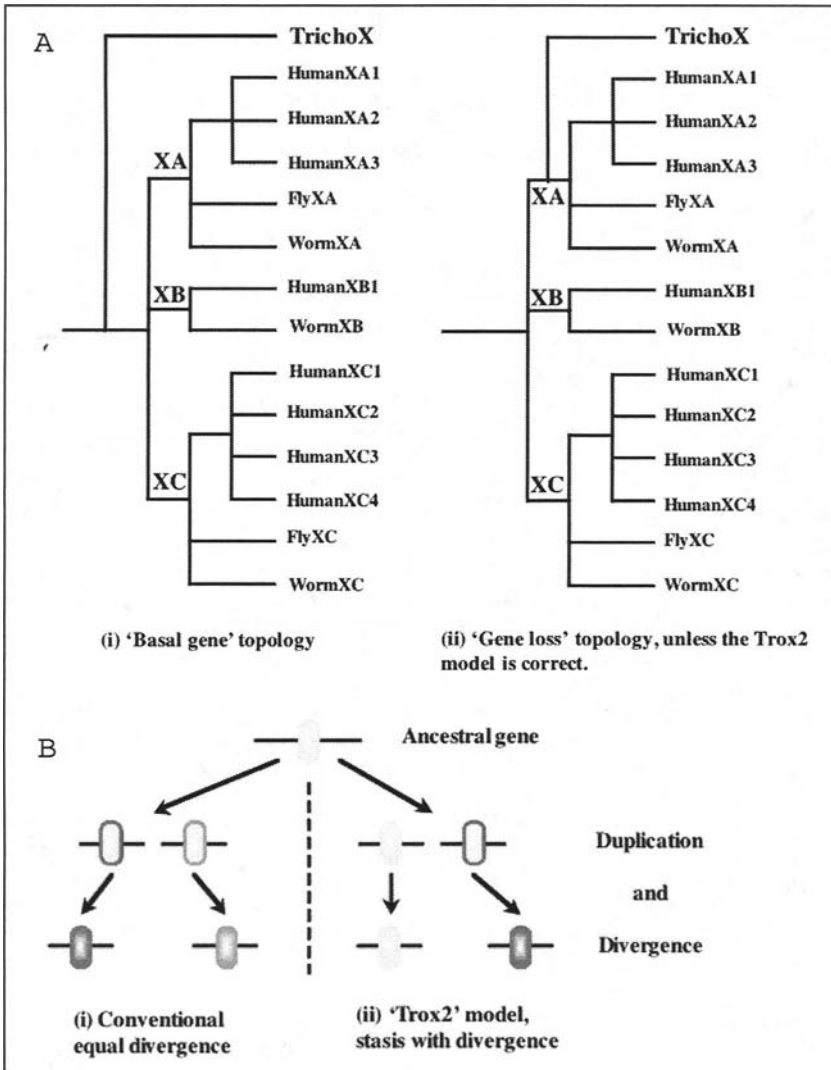 A
TrichoX
HumanXA1
HumanXA2
HumanXA3
XA
FlyXA
WormXA
XB
HumanXB1
WormXB
HumanXC1
HumanXC2
HumanXC3
XC
HumanXC4
FlyXC
WormXC
(i) ‘Basal gene’ topology
TrichoX
HumanXA1
HumanXA2
HumanXA3
XA
FlyXA
WormXA
XB
HumanXB1
WormXB
HumanXC1
HumanXC2
HumanXC3
XC
HumanXC4
FlyXC
WormXC
(ii) ‘Gene loss’ topology, unless the Trox2
model is correct.
B
Ancestral gene
Duplication
and
Divergence
(i) Conventional
equal divergence
(ii) ‘Trox2’ model,
stasis with divergence